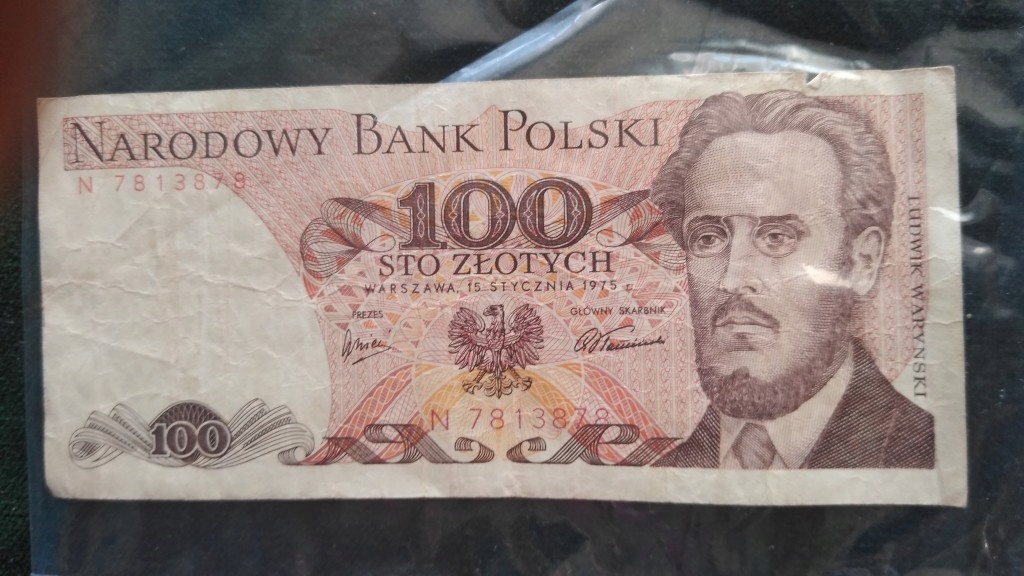 NARODOWY BANK POLSKI
N 7813878
100
STO ZŁOTYCH
WARSZAWA, 15 STYCZNIA 1975 r.
PREZES
GŁÓWNY SKARBNIK
N 7813878
100
LUDWIK WARYŃSKI